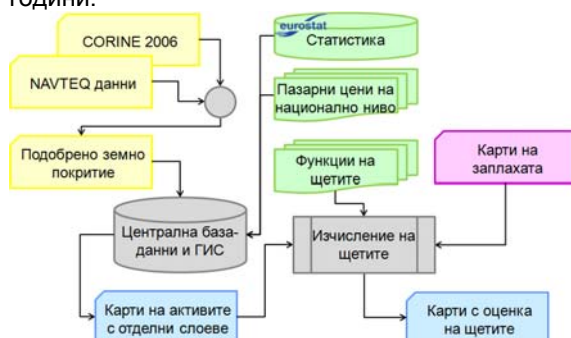 години.
CORINE 2006
NAVTEQ данни
eurostat
Статистика
Пазарни цени на
национално ниво
Подобрено земно
покритие
Функции на
щетите
Карти на
заплахата
Централна база-
данни и ГИС
Изчисление на
щетите
Карти на активите
с отделни слоеве
Карти с оценка
на щетите